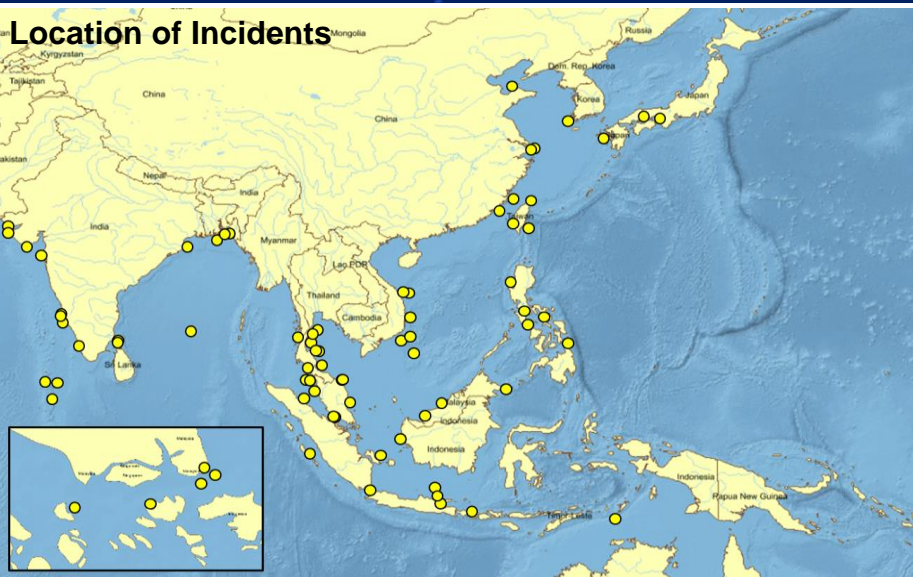 Location of Incidents
Mongolia
Russia
Kyrgyzstan
Dem. Rep. Korea
Tajikistan
China
Japan
Korea
China
Japan
akistan
Nepal
India
India
Taiwan
Myanmar
Lao PDR
Thailand
Cambodia
Sri Lanka
Malaysia
Indonesia
Indonesia
Indonesia
Papua New Guinea
Timor-Leste